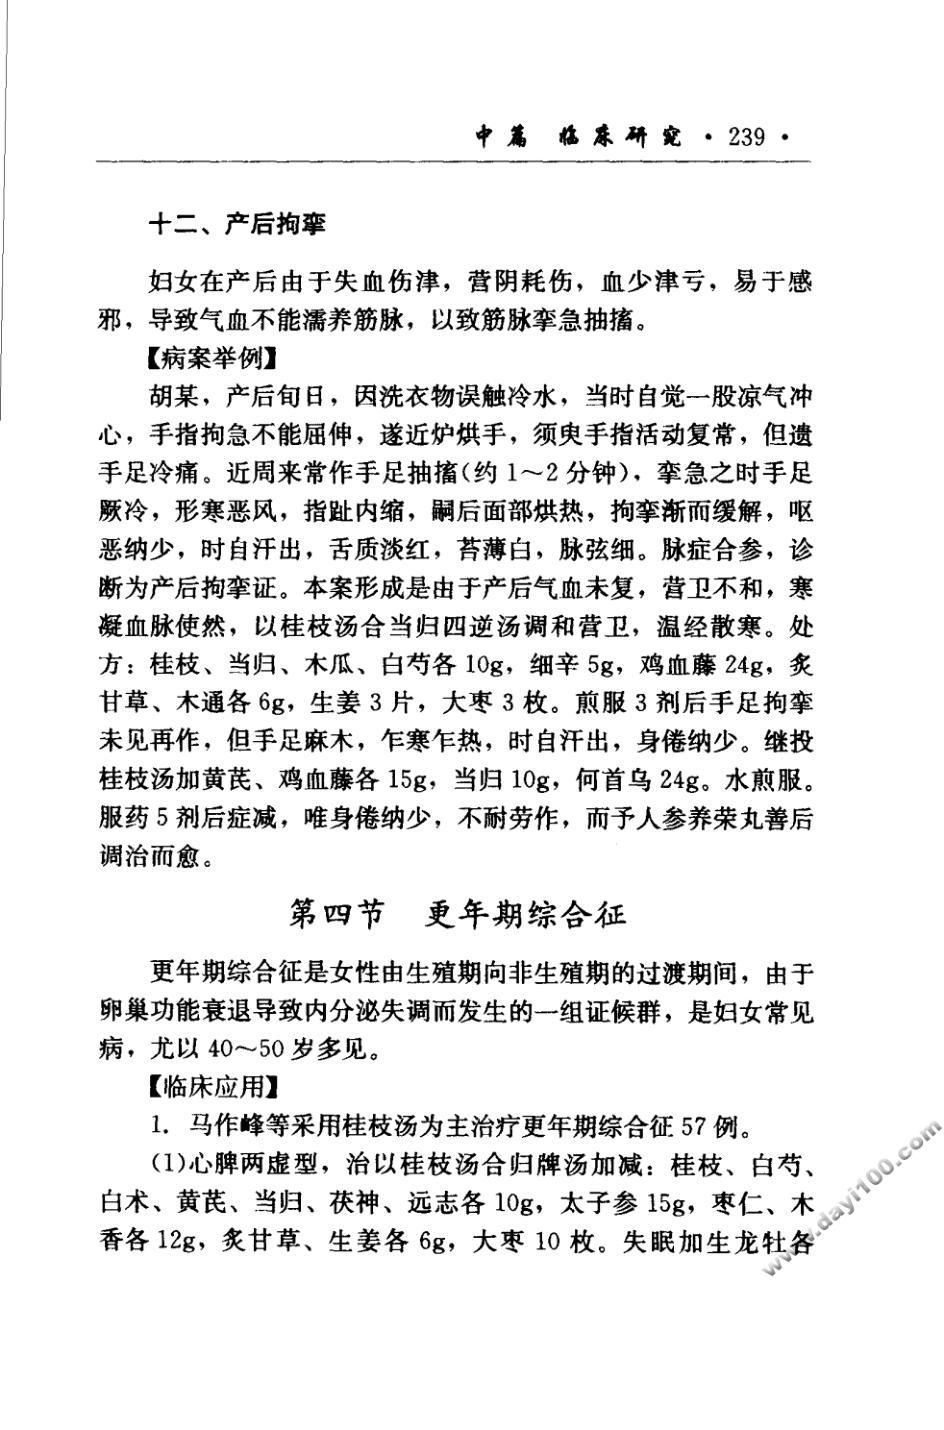 中篇 临床研究 · 239 ·
十二、产后拘挛
妇女在产后由于失血伤津，营阴耗伤，血少津亏，易于感
邪，导致气血不能濡养筋脉，以致筋脉挛急抽搐。
【病案举例】
胡某，产后旬日，因洗衣物误触冷水，当时自觉一股凉气冲
心，手指拘急不能屈伸，遂近炉烘手，须臾手指活动复常，但遗
手足冷痛。近周来常作手足抽搐(约 1～2 分钟)，挛急之时手足
厥冷，形寒恶风，指趾内缩，嗣后面部烘热，拘挛渐而缓解，呕
恶纳少，时自汗出，舌质淡红，苔薄白，脉弦细。脉症合参，诊
断为产后拘挛证。本案形成是由于产后气血未复，营卫不和，寒
凝血脉使然，以桂枝汤合当归四逆汤调和营卫，温经散寒。处
方：桂枝、当归、木瓜、白芍各 10g，细辛 5g，鸡血藤 24g，炙
甘草、木通各 6g，生姜 3 片，大枣 3 枚。煎服 3 剂后手足拘挛
未见再作，但手足麻木，乍寒乍热，时自汗出，身倦纳少。继投
桂枝汤加黄芪、鸡血藤各 15g，当归 10g，何首乌 24g。水煎服。
服药 5 剂后症减，唯身倦纳少，不耐劳作，而予人参养荣丸善后
调治而愈。
第四节 更年期综合征
更年期综合征是女性由生殖期向非生殖期的过渡期间，由于
卵巢功能衰退导致内分泌失调而发生的一组证候群，是妇女常见
病，尤以 40～50 岁多见。
【临床应用】
1. 马作峰等采用桂枝汤为主治疗更年期综合征 57 例。
(1)心脾两虚型，治以桂枝汤合归脾汤加减：桂枝、白芍、
白术、黄芪、当归、茯神、远志各 10g，太子参 15g，枣仁、木
香各 12g，炙甘草、生姜各 6g，大枣 10 枚。失眠加生龙牡各
www.dayi100.com